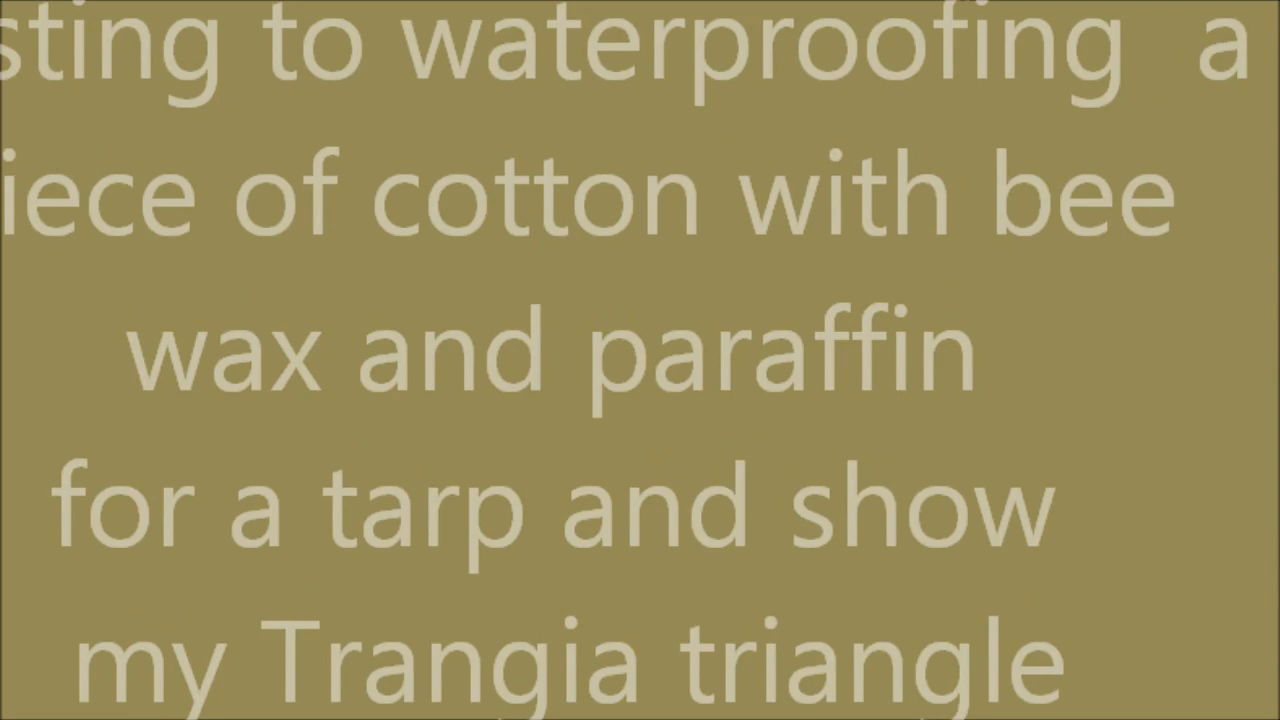 sting to waterproofing a
iece of cotton with bee
wax and paraffin
for a tarp and show
my Trangia triangle